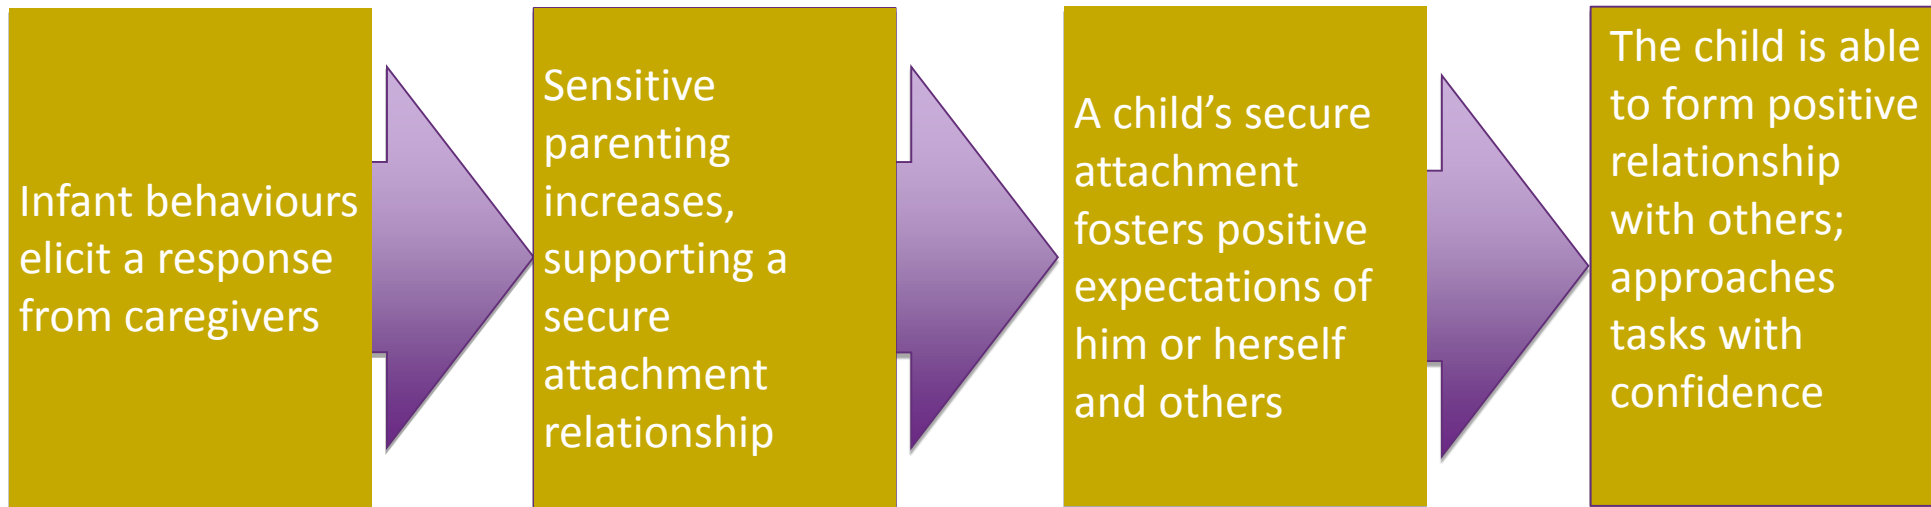 Infant behaviours
elicit a response
from caregivers
Sensitive
parenting
increases,
supporting a
secure
attachment
relationship
A child’s secure
attachment
fosters positive
expectations of
him or herself
and others
The child is able
to form positive
relationship
with others;
approaches
tasks with
confidence